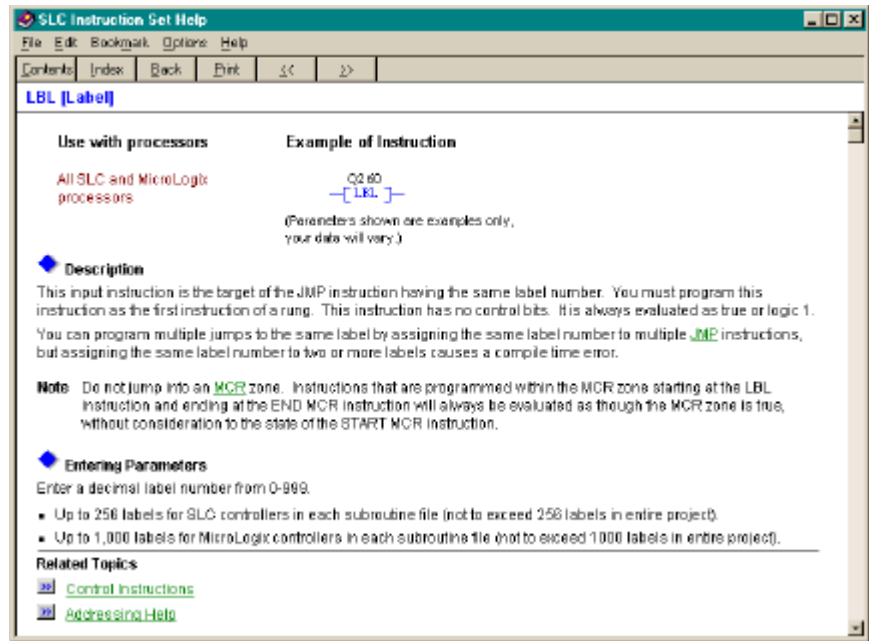 SLC Instruction Set Help
File Edit Bookmark Options Help
Contents Index Back Print << >>
LBL [Label]
Use with processors Example of Instruction
All SLC and MicroLogix Q2:60
processors LBL
(Parameters shown are examples only,
your data will vary.)
Description
This input instruction is the target of the JMP instruction having the same label number. You must program this
instruction as the first instruction of a rung. This instruction has no control bits. It is always evaluated as true or logic 1.
You can program multiple jumps to the same label by assigning the same label number to multiple JMP instructions,
but assigning the same label number to two or more labels causes a compile time error.
Note Do not jump into an MCR zone. Instructions that are programmed within the MCR zone starting at the LBL
instruction and ending at the END MCR instruction will always be evaluated as though the MCR zone is true,
without consideration to the state of the START MCR instruction.
Entering Parameters
Enter a decimal label number from 0-999.
▪ Up to 256 labels for SLC controllers in each subroutine file (not to exceed 256 labels in entire project).
▪ Up to 1,000 labels for MicroLogix controllers in each subroutine file (not to exceed 1000 labels in entire project).
Related Topics
>> Control Instructions
>> Addressing Help